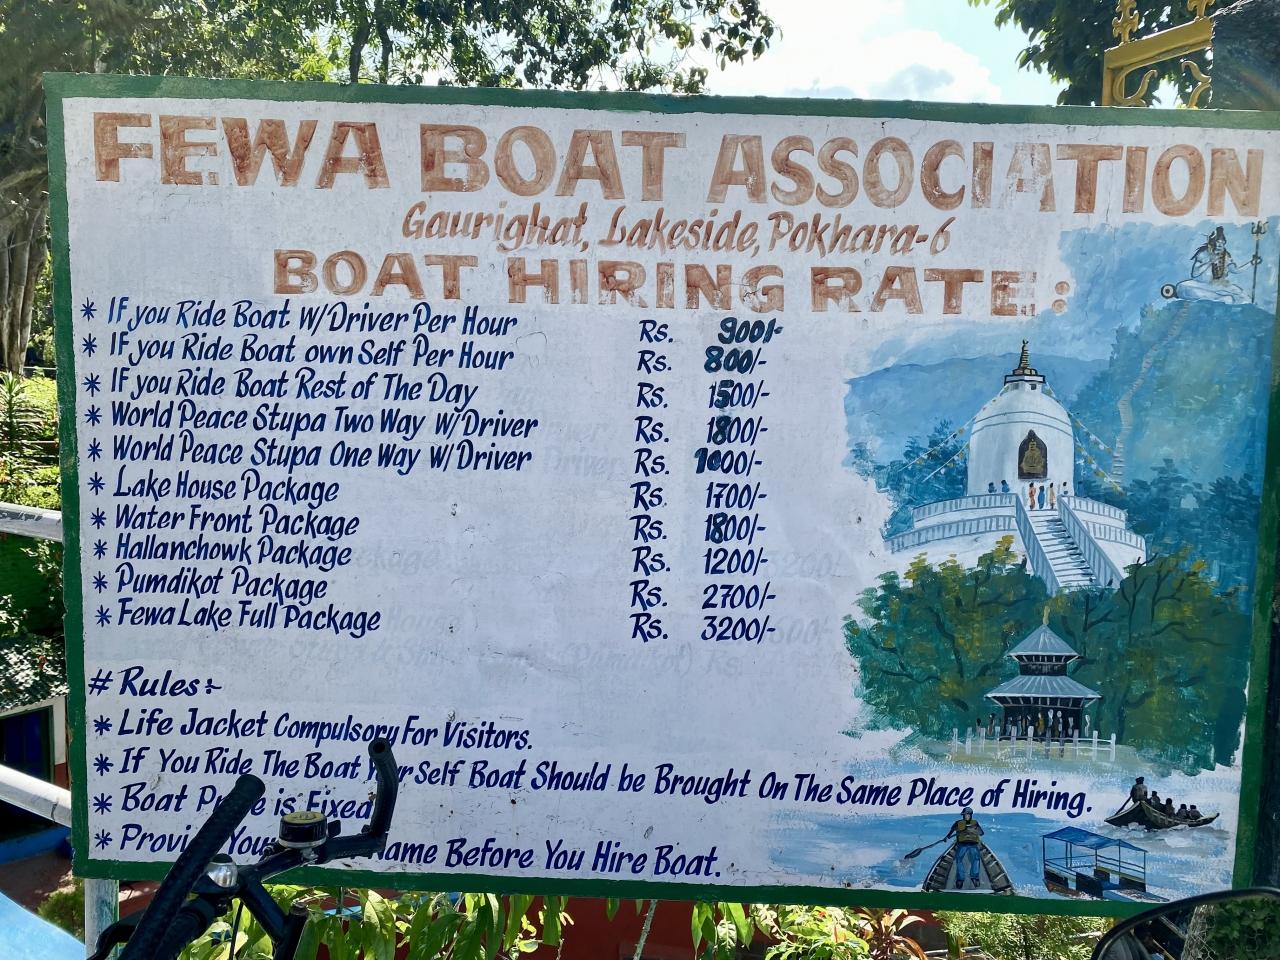 FEWA BOAT ASSOCIATION
Gaurighat, Lakeside, Pokhara-6
BOAT HIRING RATE:
* If you Ride Boat W/Driver Per Hour Rs. 900/-
* If you Ride Boat own Self Per Hour Rs. 800/-
* If you Ride Boat Rest of The Day Rs. 1500/-
* World Peace Stupa Two Way W/Driver Rs. 1800/-
* World Peace Stupa One Way W/Driver Rs. 1000/-
* Lake House Package Rs. 1700/-
* Water Front Package Rs. 1800/-
* Hallanchowk Package Rs. 1200/-
* Pumdikot Package Rs. 2700/-
* Fewa Lake Full Package Rs. 3200/-
# Rules:-
* Life Jacket Compulsory For Visitors.
* If You Ride The Boat Self Boat Should be Brought On The Same Place of Hiring.
* Boat is Fixed
* Name Before You Hire Boat.